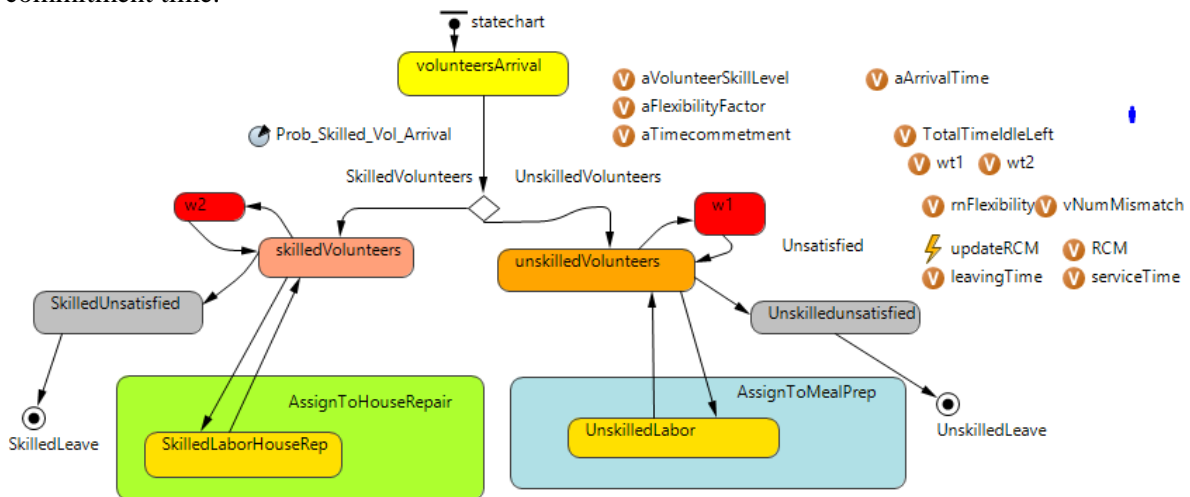 commitment time.
statechart
volunteersArrival
aVolunteerSkillLevel
aArrivalTime
aFlexibilityFactor
Prob_Skilled_Vol_Arrival
aTimecommetment
TotalTimeIdleLeft
wt1
wt2
SkilledVolunteers
UnskilledVolunteers
w2
w1
rnFlexibility
vNumMismatch
skilledVolunteers
unskilledVolunteers
Unsatisfied
updateRCM
RCM
leavingTime
serviceTime
SkilledUnsatisfied
Unskilledunsatisfied
AssignToHouseRepair
AssignToMealPrep
SkilledLaborHouseRep
UnskilledLabor
SkilledLeave
UnskilledLeave